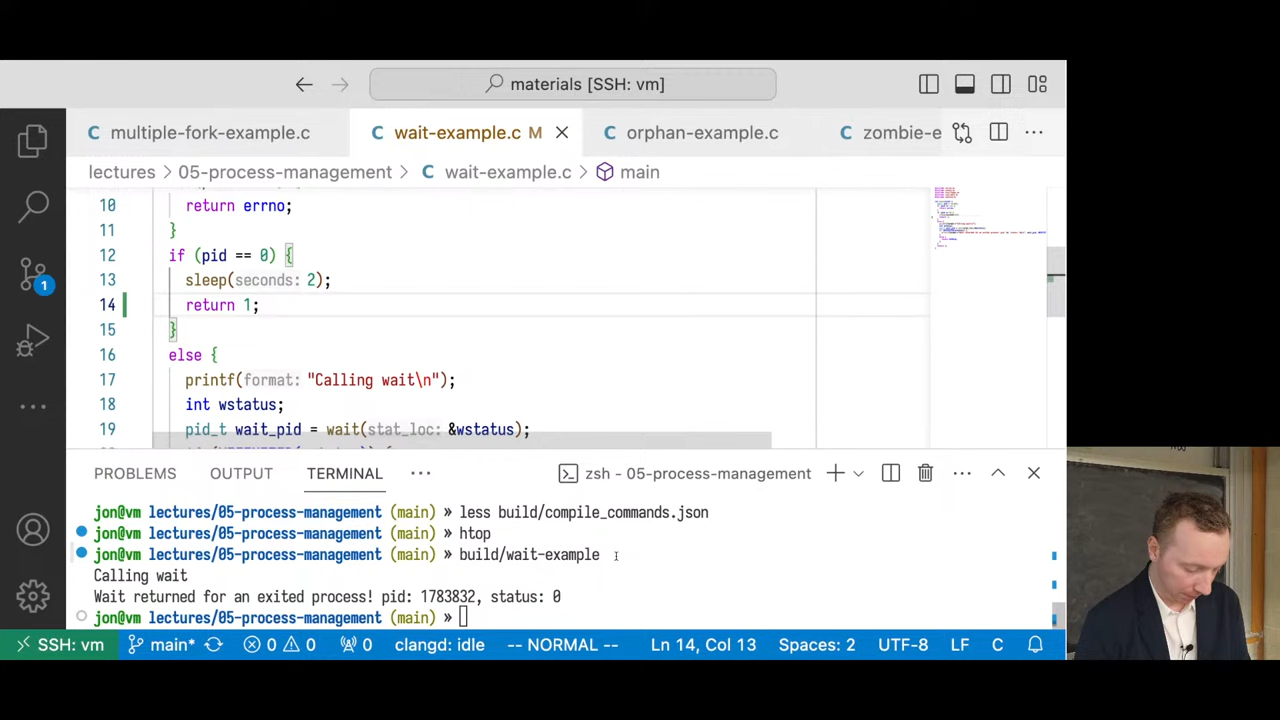 materials [SSH: vm]
multiple-fork-example.c
wait-example.c M
orphan-example.c
zombie-e
lectures > 05-process-management > C wait-example.c > main
10 return errno;
11 }
12 if (pid == 0) {
13 sleep(seconds: 2);
14 return 1;
15 }
16 else {
17 printf(format: "Calling wait\n");
18 int wstatus;
19 pid_t wait_pid = wait(stat_loc: &wstatus);
PROBLEMS OUTPUT TERMINAL ··· zsh - 05-process-management
jon@vm lectures/05-process-management (main) » less build/compile_commands.json
jon@vm lectures/05-process-management (main) » htop
jon@vm lectures/05-process-management (main) » build/wait-example
Calling wait
Wait returned for an exited process! pid: 1783832, status: 0
jon@vm lectures/05-process-management (main) »
SSH: vm main* 0 0 0 clangd: idle -- NORMAL -- Ln 14, Col 13 Spaces: 2 UTF-8 LF C